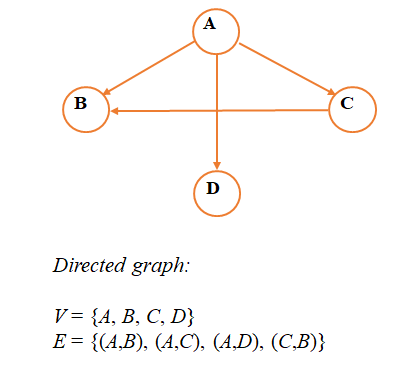 A
B
C
D
Directed graph:
V = {A, B, C, D}
E = {(A,B), (A,C), (A,D), (C,B)}